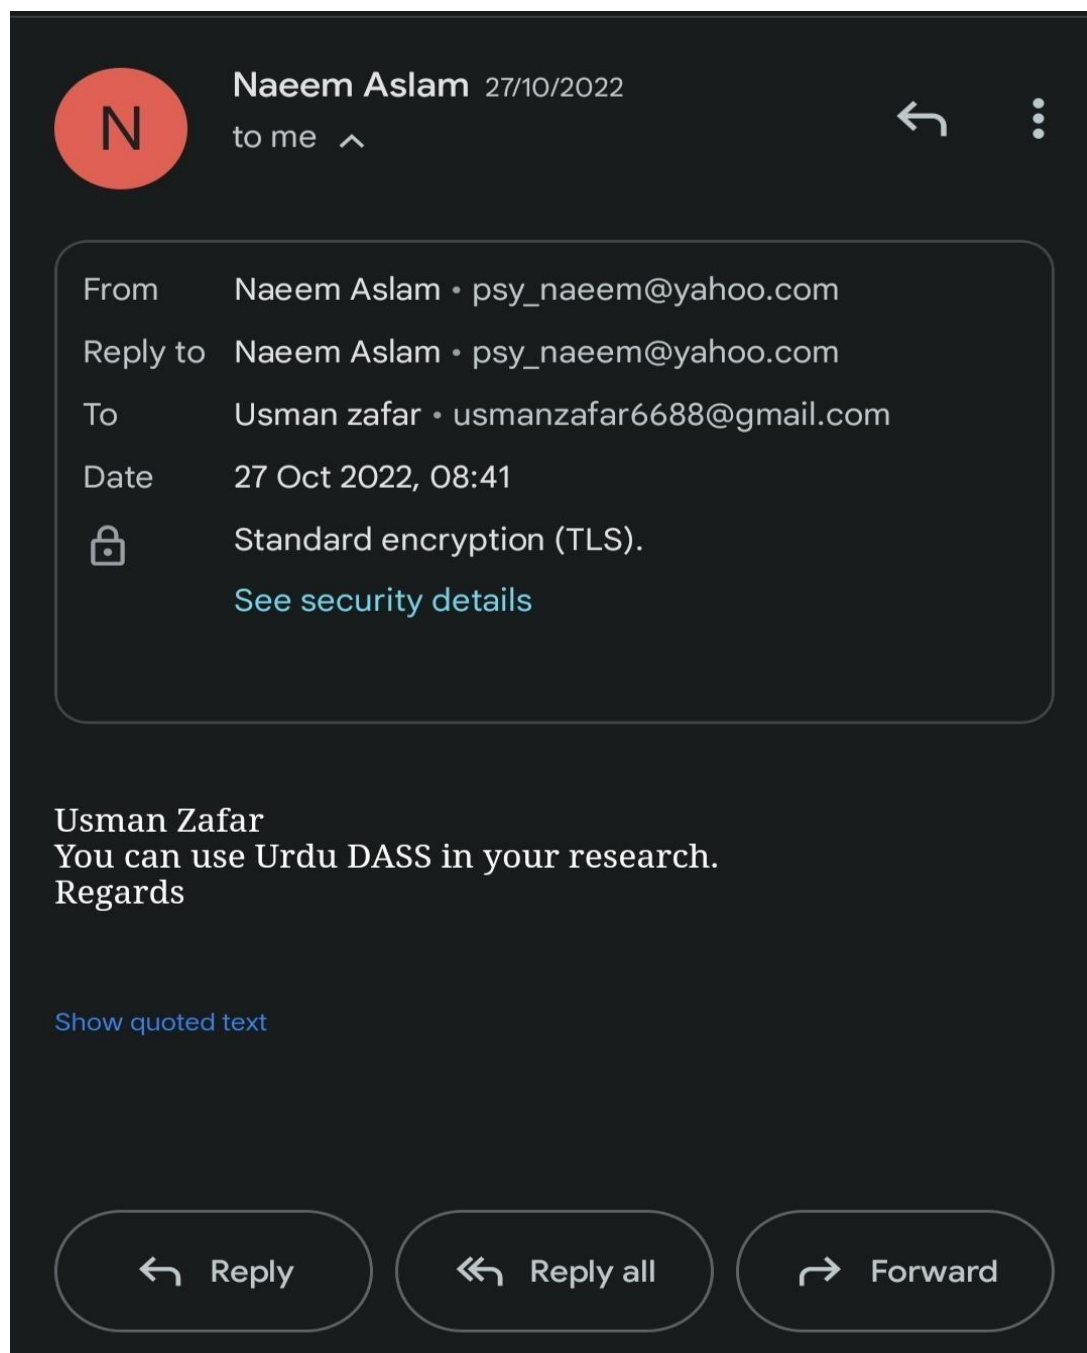 N
Naeem Aslam 27/10/2022
to me
From Naeem Aslam • psy_naeem@yahoo.com
Reply to Naeem Aslam • psy_naeem@yahoo.com
To Usman zafar • usmanzafar6688@gmail.com
Date 27 Oct 2022, 08:41
Standard encryption (TLS).
See security details
Usman Zafar
You can use Urdu DASS in your research.
Regards
Show quoted text
Reply Reply all Forward